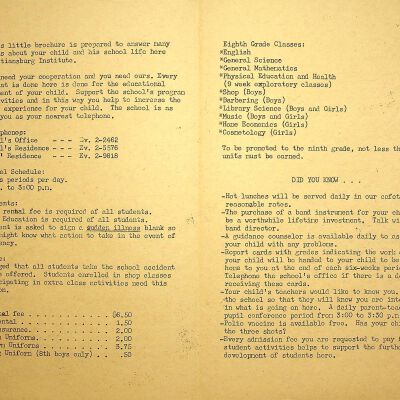 s little brochure is prepared to answer many
s about your child and his school life here
tiansburg Institute.
need your cooperation and you need ours. Every
nt is done here is done for the educational
ment of your child. Support the school's program
ivities and in this way you help to increase the
experience for your child. The school is as
you as your nearest telephone.
ephones:
l's Office - - - Ev. 2-2462
l's Residence - - Ev. 2-5576
' Residence - - Ev. 2-9818
l Schedule:
s periods per day.
to 3:00 p.m.
nts:
rental fee is required of all students.
Education is required of all students.
ent is asked to sign a sudden illness blank so
ight know what action to take in the event of
ncy.
e:
ged that all students take the school accident
s offered. Students enrolled in shop classes
ipating in extra class activities need this
on.
al fee . . . . . . . . . $6.50
ental . . . . . . . . . 1.50
nsurance. . . . . . . . 2.00
n Uniforms. . . . . . . 2.00
n Uniforms . . . . . . 3.75
g Uniform (8th boys only) . . .50
Eighth Grade Classes:
*English
*General Science
*General Mathematics
*Physical Education and Health
(9 week exploratory classes)
*Shop (Boys)
*Barbering (Boys)
*Library Science (Boys and Girls)
*Music (Boys and Girls)
*Home Economics (Girls)
*Cosmetology (Girls)
To be promoted to the ninth grade, not less th
units must be earned.
DID YOU KNOW . . .
-Hot lunches will be served daily in our cafet
reasonable rates.
-The purchase of a band instrument for your chi
be a worthwhile lifetime investment. Talk wi
band director.
-A guidance counselor is available daily to as
your child with any problems.
-Report cards with grades indicating the work
your child will be handed to your child to be
home to you at the end of each six-weeks peri
Telephone the school's office if there is a d
receiving these cards.
-Your child's teachers would like to know you.
the school so that they will know you are int
in what is going on here. A daily parent-teac
pupil conference period from 3:00 to 3:30 p.m
-Polio vaccine is available free. Has your chi
the three shots?
-Every admission fee you are requested to pay f
student activities helps to support the furth
development of students here.